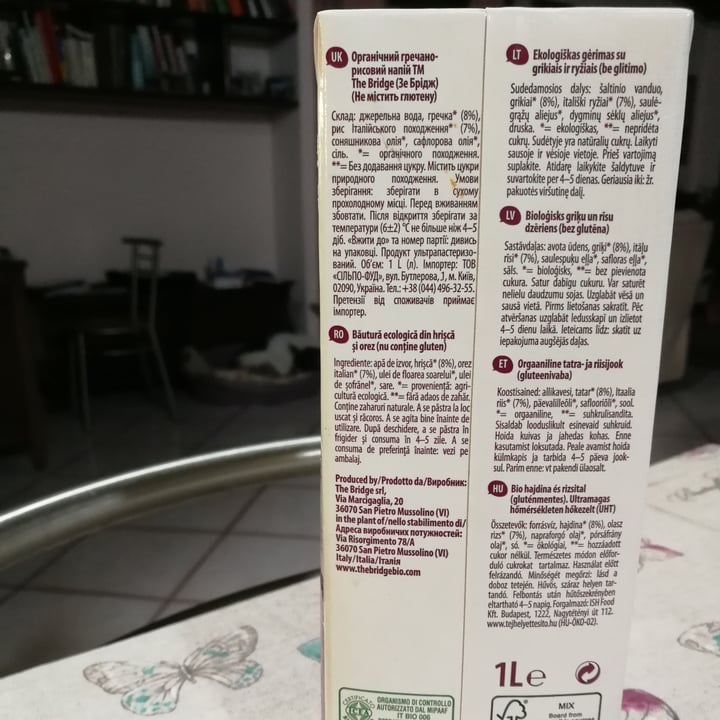 UK Органічний гречано-
рисовий напій ТМ
The Bridge (Зе Брідж)
(Не містить глютену)
Склад: джерельна вода, гречка* (8%),
рис Італійського походження* (7%),
соняшникова олія*, сафлорова олія*,
сіль. *= органічного походження.
**= Без додавання цукру. Містить цукри
природного походження. Умови
зберігання: зберігати в сухому
прохолодному місці. Перед вживанням
збовтати. Після відкриття зберігати за
температури (6±2) °С не більше ніж 4–5
діб. «Вжити до» та номер партії: дивись
на упаковці. Продукт ультрапастеризо-
ваний. Об'єм: 1 L (л). Імпортер: ТОВ
«СІЛЬПО-ФУД», вул. Бутлерова, 1, м. Київ,
02090, Україна. Тел.: +38 (044) 496-32-55.
Претензії від споживачів приймає
імпортер.
RO Băutură ecologică din hrișcă
și orez (nu conține gluten)
Ingrediente: apă de izvor, hrișcă* (8%), orez
italian* (7%), ulei de floarea soarelui*, ulei
de șofrănel*, sare. *= proveniență: agri-
cultură ecologică. **= fără adaos de zahăr.
Conține zaharuri naturale. A se păstra la loc
uscat și răcoros. A se agita bine înainte de
utilizare. După deschidere, a se păstra în
frigider și consuma în 4–5 zile. A se
consuma de preferință înainte: vezi pe
ambalaj.
Produced by/Prodotto da/Виробник:
The Bridge srl,
Via Marcigaglia, 20
36070 San Pietro Mussolino (VI)
in the plant of/nello stabilimento di/
Адреса виробничих потужностей:
Via Risorgimento 78/A
36070 San Pietro Mussolino (VI)
Italy/Italia/Італія
www.thebridgebio.com
ORGANISMO DI CONTROLLO
AUTORIZZATO DAL MIPAAF
IT BIO 006
LT Ekologiškas gėrimas su
grikiais ir ryžiais (be glitimo)
Sudedamosios dalys: šaltinio vanduo,
grikiai* (8%), itališki ryžiai* (7%), saulė-
grąžų aliejus*, dygminų sėklų aliejus*,
druska. *= ekologiškas, **= nepridėta
cukrų. Sudėtyje yra natūralių cukrų. Laikyti
sausoje ir vėsioje vietoje. Prieš vartojimą
suplakite. Atidarę laikykite šaldytuve ir
suvartokite per 4–5 dienas. Geriausia iki: žr.
pakuotės viršutinę dalį.
LV Bioloģisks griķu un rīsu
dzēriens (bez glutēna)
Sastāvdaļas: avota ūdens, griķi* (8%), itāļu
rīsi* (7%), saulespuķu eļļa*, safloras eļļa*,
sāls. *= bioloģisks, **= bez pievienota
cukura. Satur dabīgu cukuru. Var saturēt
nelielu daudzumu sojas. Uzglabāt vēsā un
sausā vietā. Pirms lietošanas sakratīt. Pēc
atvēršanas uzglabāt ledusskapī un izlietot
4–5 dienu laikā. Ieteicams līdz: skatīt uz
iepakojuma augšējās daļas.
ET Orgaaniline tatra- ja riisijook
(gluteenivaba)
Koostisained: allikavesi, tatar* (8%), Itaalia
riis* (7%), päevalilleõli*, saflooriõli*, sool.
*= orgaaniline, **= suhkrulisandita.
Sisaldab looduslikult esinevaid suhkruid.
Hoida kuivas ja jahedas kohas. Enne
kasutamist loksutada. Peale avamist hoida
külmkapis ja tarbida 4–5 päeva jook-
sul. Parim enne: vt pakendi ülaosalt.
HU Bio hajdina és rizsital
(gluténmentes). Ultramagas
hőmérsékleten hőkezelt (UHT)
Összetevők: forrásvíz, hajdina* (8%), olasz
rizs* (7%), napraforgó olaj*, pórsáfrány
olaj*, só. *= ökológiai, **= hozzáadott
cukor nélkül. Természetes módon előfor-
duló cukrokat tartalmaz. Használat előtt
felrázandó. Minőségét megőrzi: lásd a
doboz tetején. Hűvös, száraz helyen tar-
tandó. Felbontás után hűtőszekrényben
eltartható 4–5 napig. Forgalmazó: ISH Food
Kft. Budapest, 1222, Nagytétényi út 112.
www.tejhelyettesito.hu (HU-ÖKO-02).
1L e
MIX
Board from